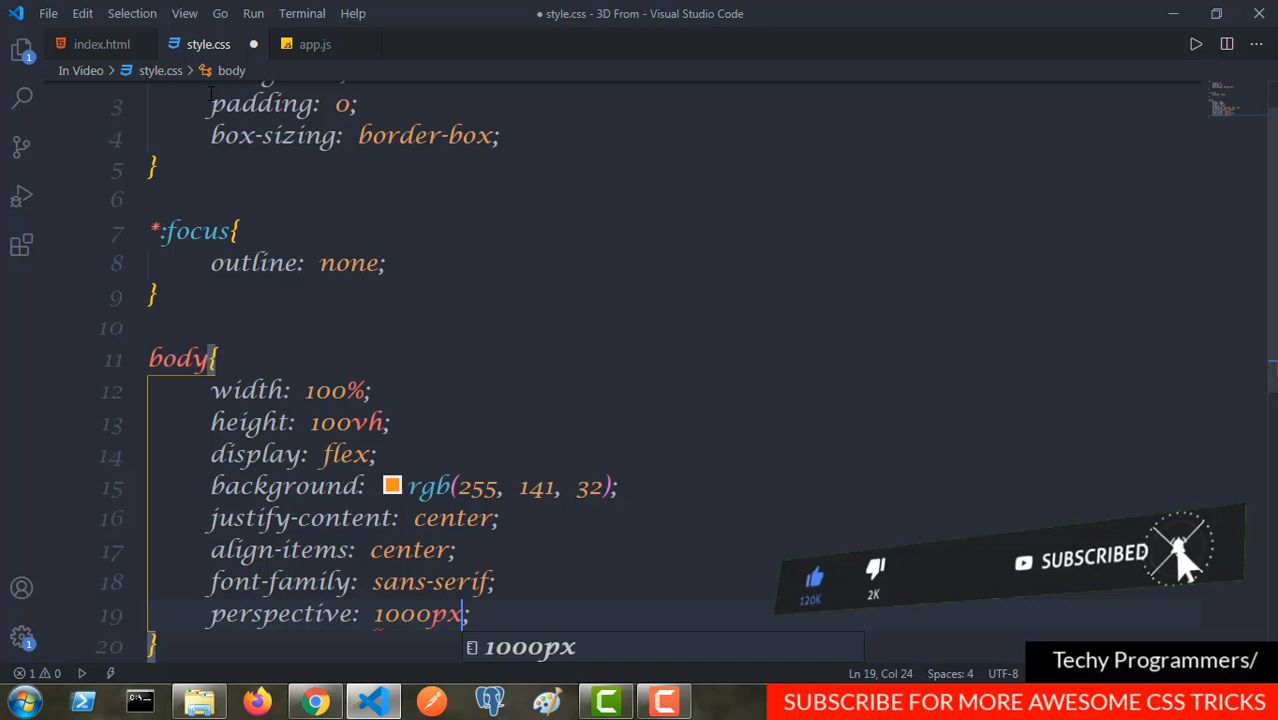 File Edit Selection View Go Run Terminal Help
● style.css - 3D From - Visual Studio Code
index.html style.css ● app.js
In Video > style.css > body
3 padding: 0;
4 box-sizing: border-box;
5 }
6
7 *:focus{
8 outline: none;
9 }
10
11 body{
12 width: 100%;
13 height: 100vh;
14 display: flex;
15 background: rgb(255, 141, 32);
16 justify-content: center;
17 align-items: center;
18 font-family: sans-serif;
19 perspective: 1000px;
20 }
1000px
120K
2K
SUBSCRIBED
Techy Programmers/
1 0
Ln 19, Col 24 Spaces: 4 UTF-8
SUBSCRIBE FOR MORE AWESOME CSS TRICKS